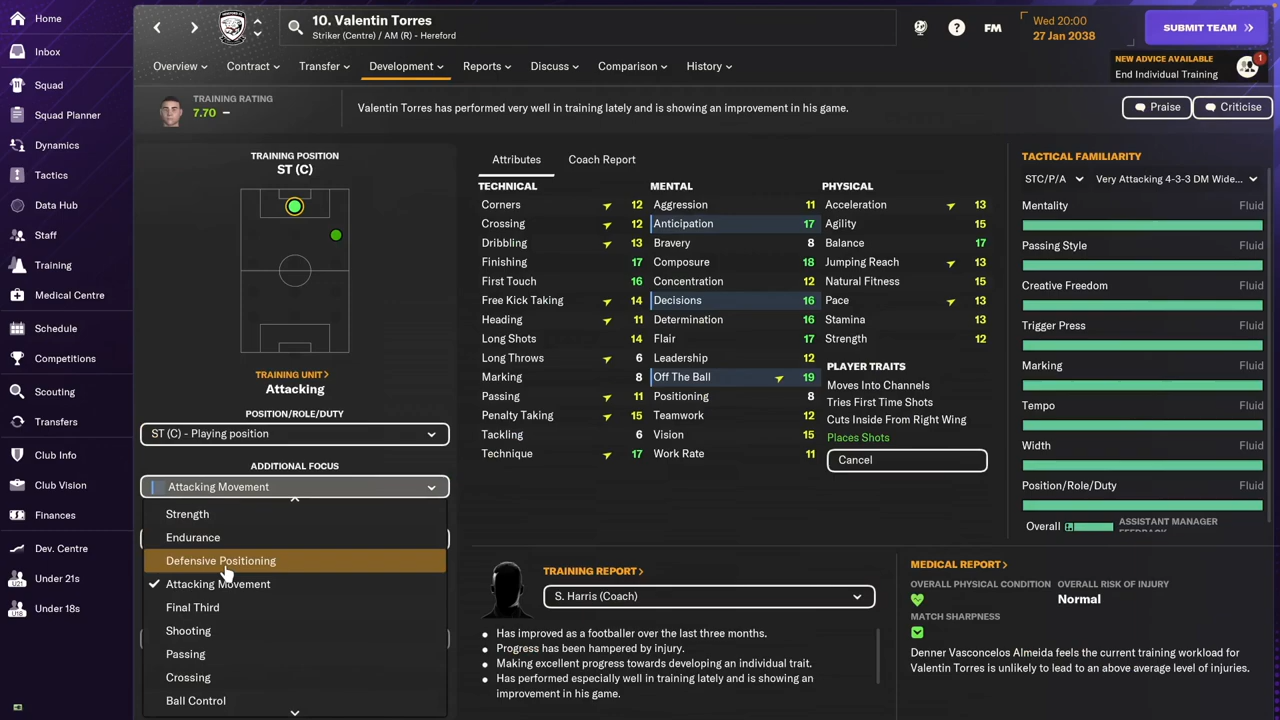 Home
Inbox
Squad
Squad Planner
Dynamics
Tactics
Data Hub
Staff
Training
Medical Centre
Schedule
Competitions
Scouting
Transfers
Club Info
Club Vision
Finances
Dev. Centre
Under 21s
Under 18s
10. Valentin Torres
Striker (Centre) / AM (R) - Hereford
FM
Wed 20:00
27 Jan 2038
SUBMIT TEAM
Overview
Contract
Transfer
Development
Reports
Discuss
Comparison
History
NEW ADVICE AVAILABLE
End Individual Training
1
TRAINING RATING
7.70 –
Valentin Torres has performed very well in training lately and is showing an improvement in his game.
Praise
Criticise
TRAINING POSITION
ST (C)
TRAINING UNIT >
Attacking
POSITION/ROLE/DUTY
ST (C) - Playing position
ADDITIONAL FOCUS
Attacking Movement
Strength
Endurance
Defensive Positioning
Attacking Movement
Final Third
Shooting
Passing
Crossing
Ball Control
Attributes
Coach Report
TECHNICAL
Corners 12
Crossing 12
Dribbling 13
Finishing 17
First Touch 16
Free Kick Taking 14
Heading 11
Long Shots 14
Long Throws 6
Marking 8
Passing 11
Penalty Taking 15
Tackling 6
Technique 17
MENTAL
Aggression 11
Anticipation 17
Bravery 8
Composure 18
Concentration 12
Decisions 16
Determination 16
Flair 17
Leadership 12
Off The Ball 19
Positioning 8
Teamwork 12
Vision 15
Work Rate 11
PHYSICAL
Acceleration 13
Agility 15
Balance 17
Jumping Reach 13
Natural Fitness 15
Pace 13
Stamina 13
Strength 12
PLAYER TRAITS
Moves Into Channels
Tries First Time Shots
Cuts Inside From Right Wing
Places Shots
Cancel
TACTICAL FAMILIARITY
STC/P/A
Very Attacking 4-3-3 DM Wide...
Mentality Fluid
Passing Style Fluid
Creative Freedom Fluid
Trigger Press Fluid
Marking Fluid
Tempo Fluid
Width Fluid
Position/Role/Duty Fluid
Overall
ASSISTANT MANAGER
FEEDBACK
TRAINING REPORT >
S. Harris (Coach)
Has improved as a footballer over the last three months.
Progress has been hampered by injury.
Making excellent progress towards developing an individual trait.
Has performed especially well in training lately and is showing an
improvement in his game.
MEDICAL REPORT >
OVERALL PHYSICAL CONDITION
OVERALL RISK OF INJURY
Normal
MATCH SHARPNESS
Denner Vasconcelos Almeida feels the current training workload for
Valentin Torres is unlikely to lead to an above average level of injuries.